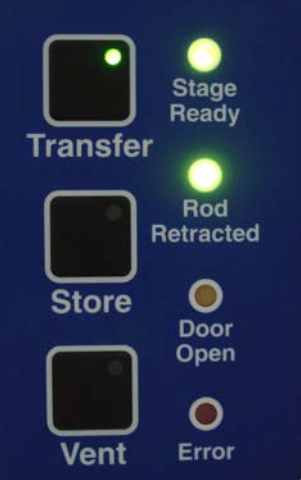 Stage
Ready
Transfer
Rod
Retracted
Store
Door
Open
Vent
Error